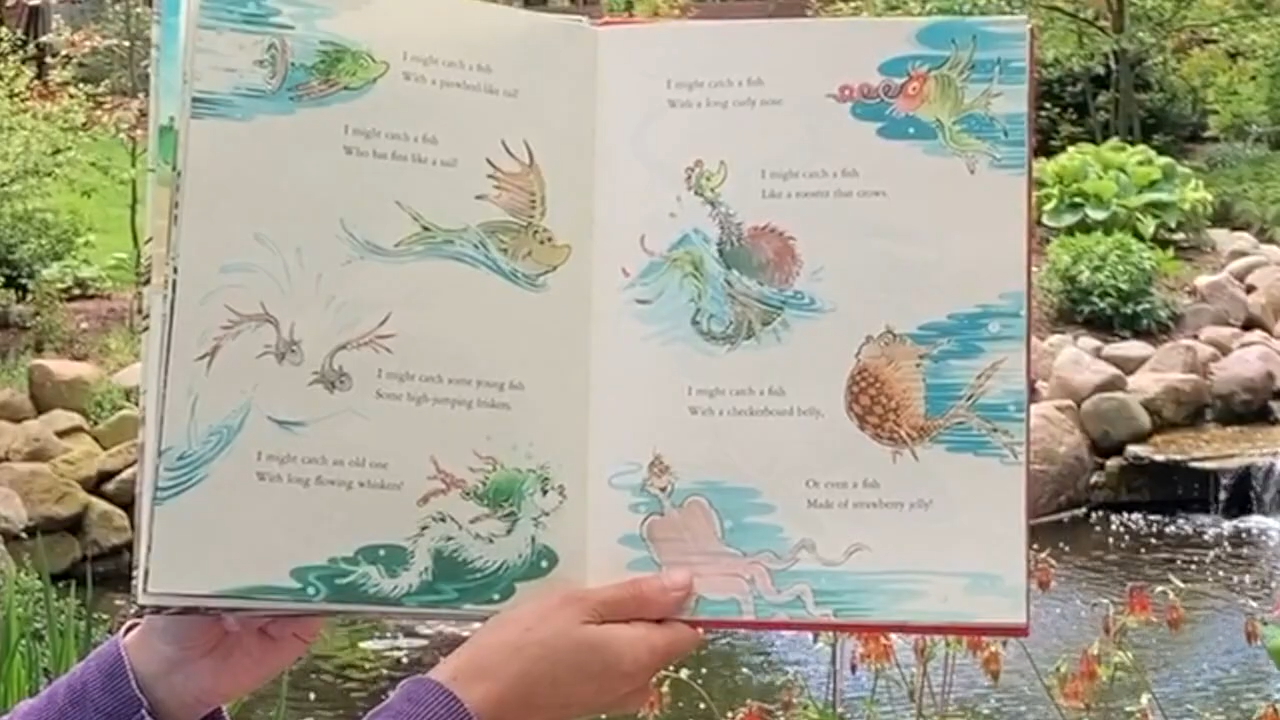 I might catch a fish
With a pinwheel-like tail!
I might catch a fish
Who has fins like a sail!
I might catch some young fish
Some high-jumping friskers.
I might catch an old one
With long flowing whiskers!
I might catch a fish
With a long curly nose.
I might catch a fish
Like a rooster that crows.
I might catch a fish
With a checkerboard belly,
Or even a fish
Made of strawberry jelly!